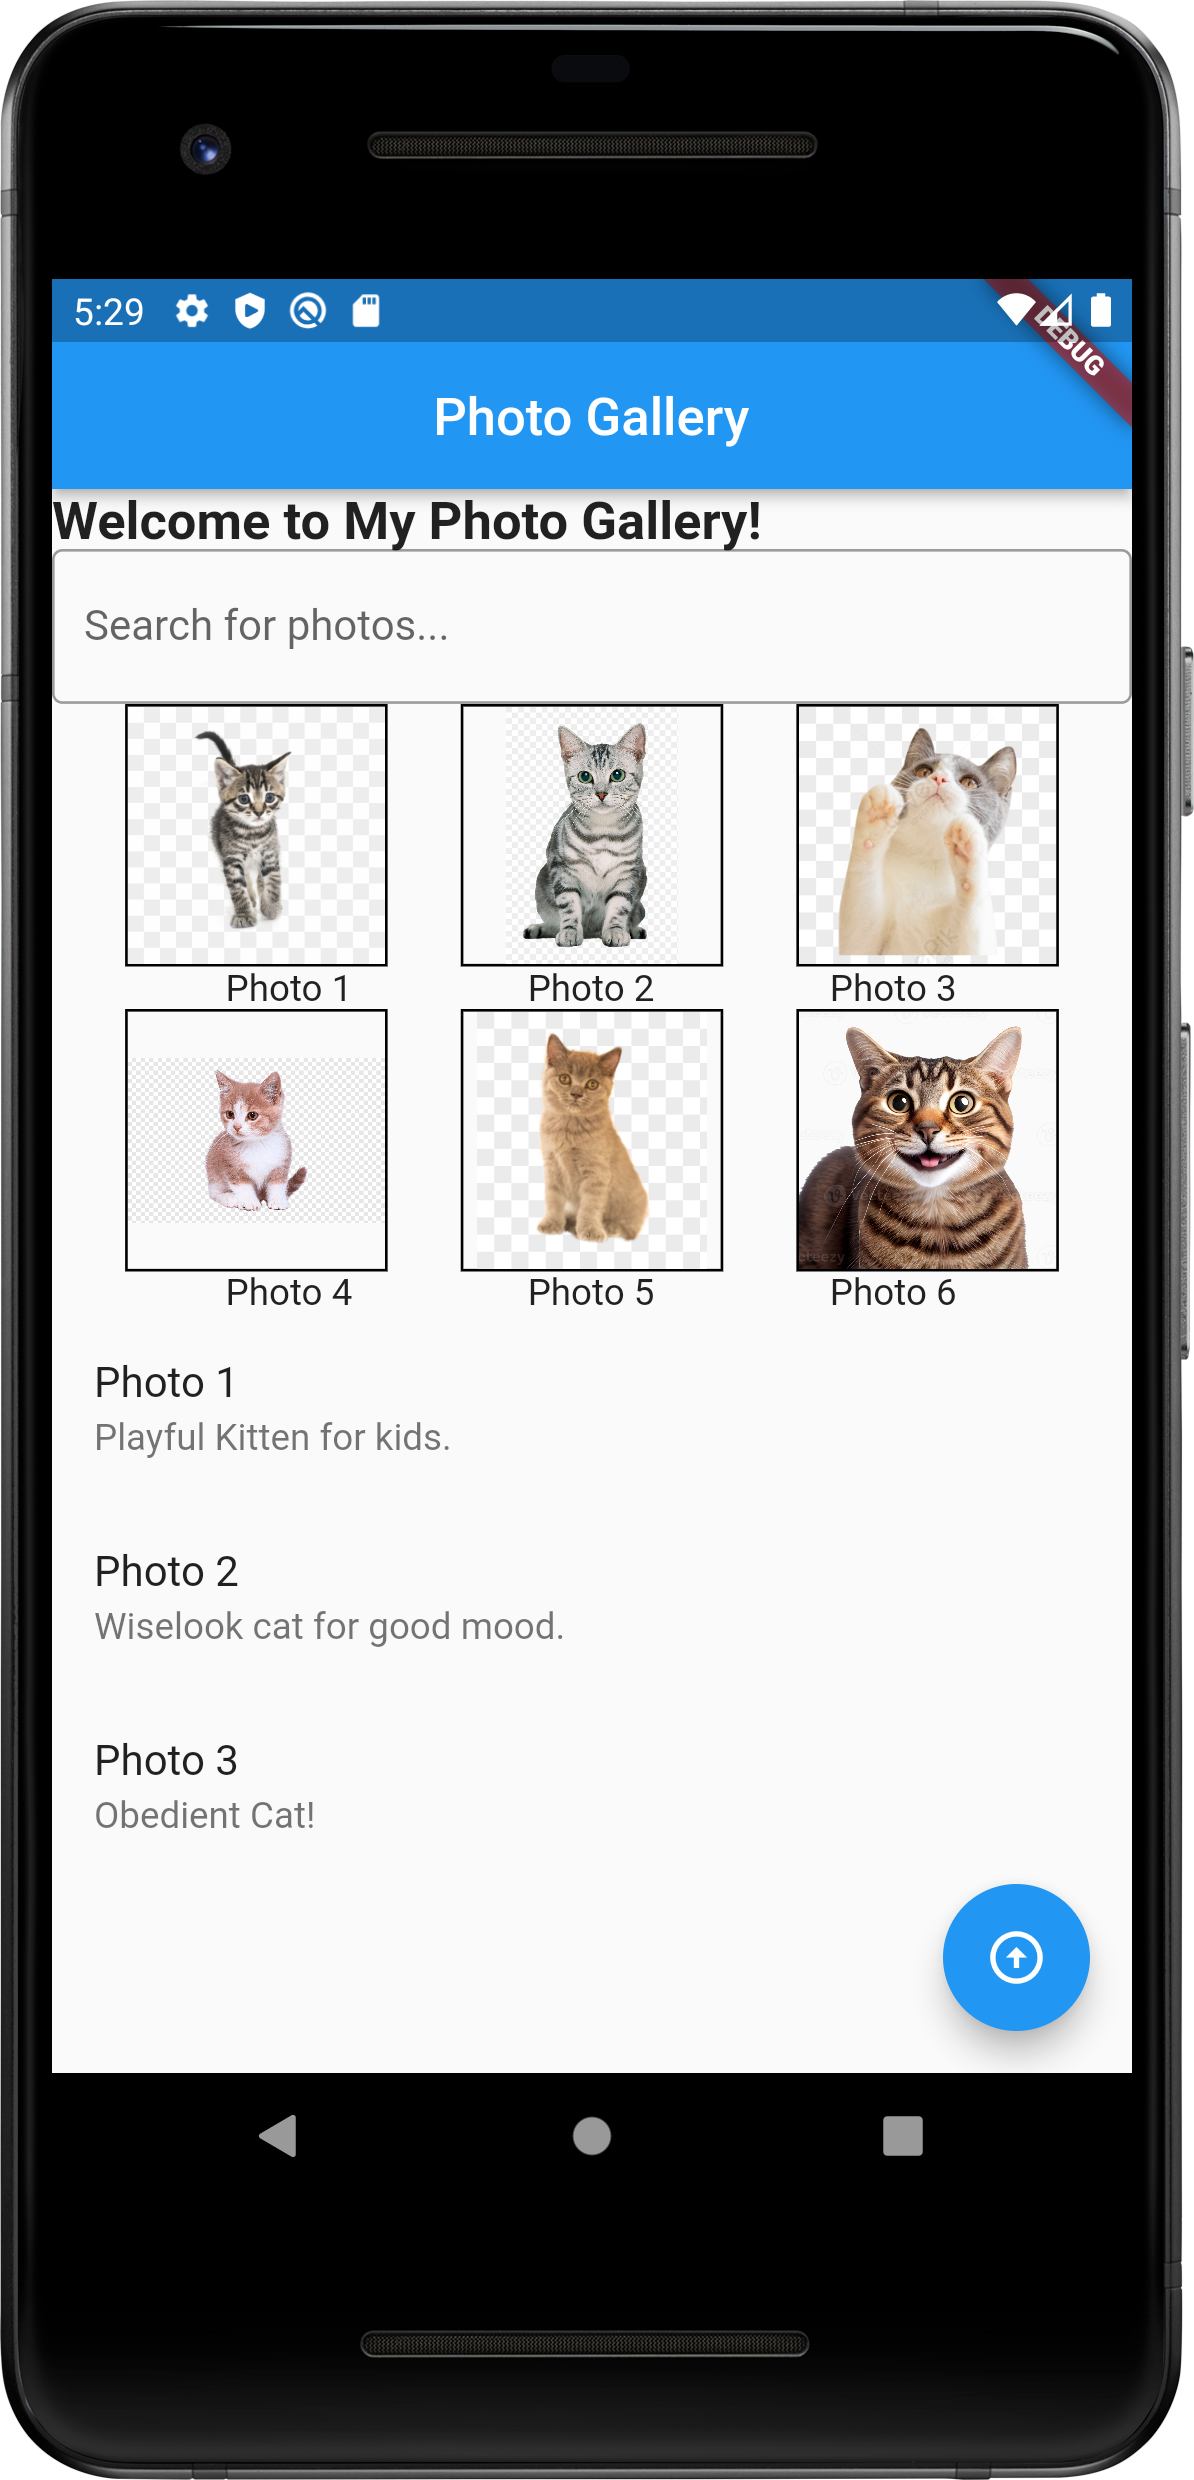 5:29
DEBUG
Photo Gallery
Welcome to My Photo Gallery!
Search for photos...
Photo 1 Photo 2 Photo 3
Photo 4 Photo 5 Photo 6
Photo 1
Playful Kitten for kids.
Photo 2
Wiselook cat for good mood.
Photo 3
Obedient Cat!